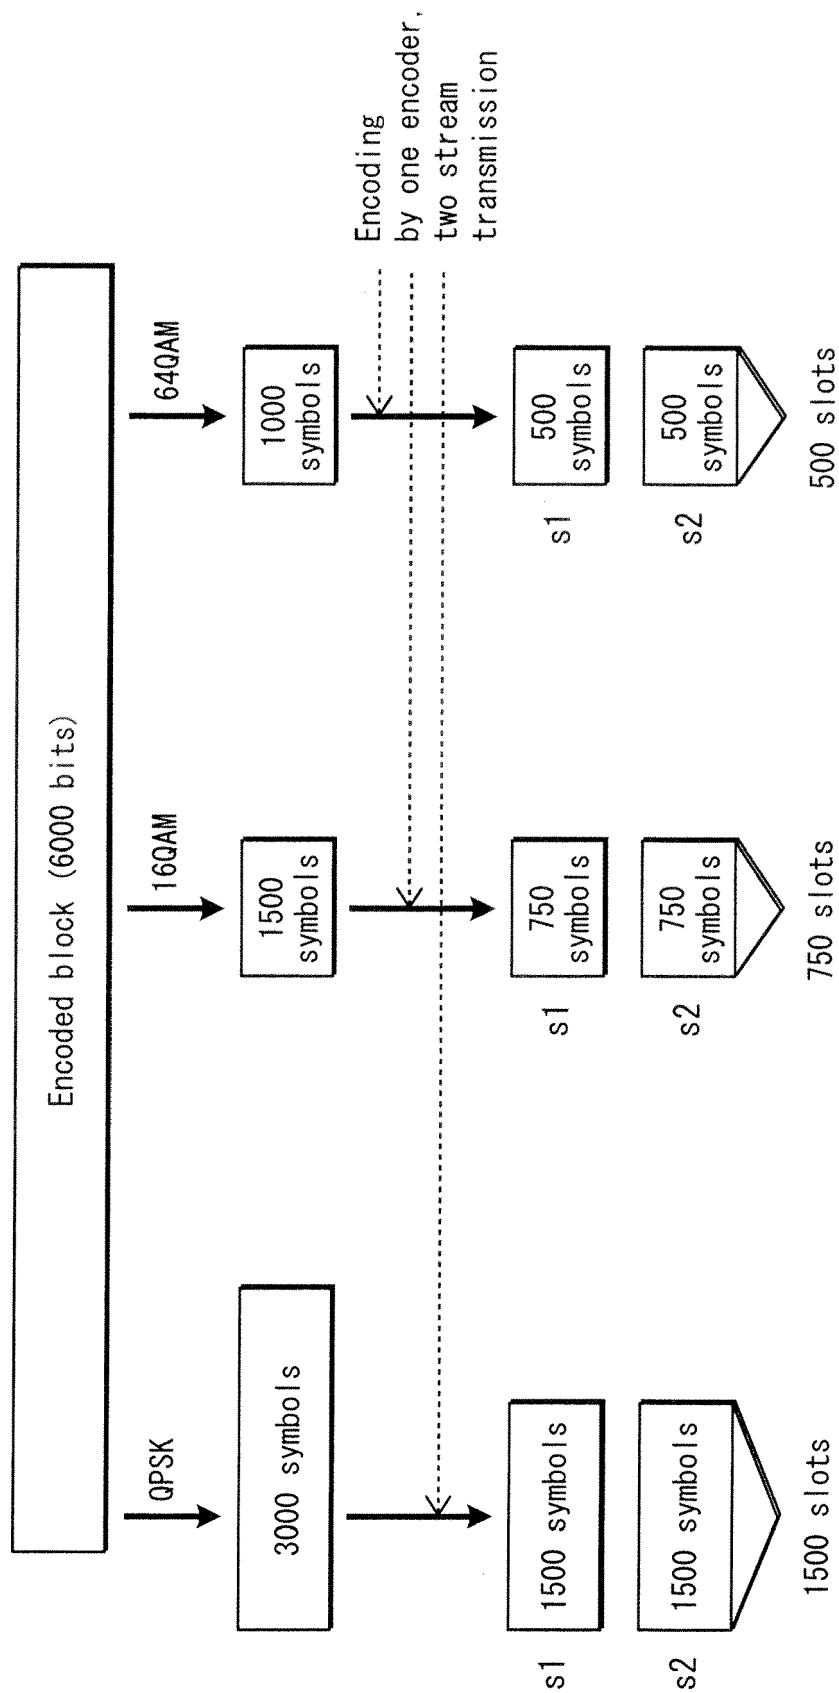 Encoded block (6000 bits)
QPSK
16QAM
64QAM
3000 symbols
1500
symbols
1000
symbols
Encoding
by one encoder,
two stream
transmission
s1
1500 symbols
s1
750
symbols
s1
500
symbols
s2
1500 symbols
s2
750
symbols
s2
500
symbols
1500 slots
750 slots
500 slots